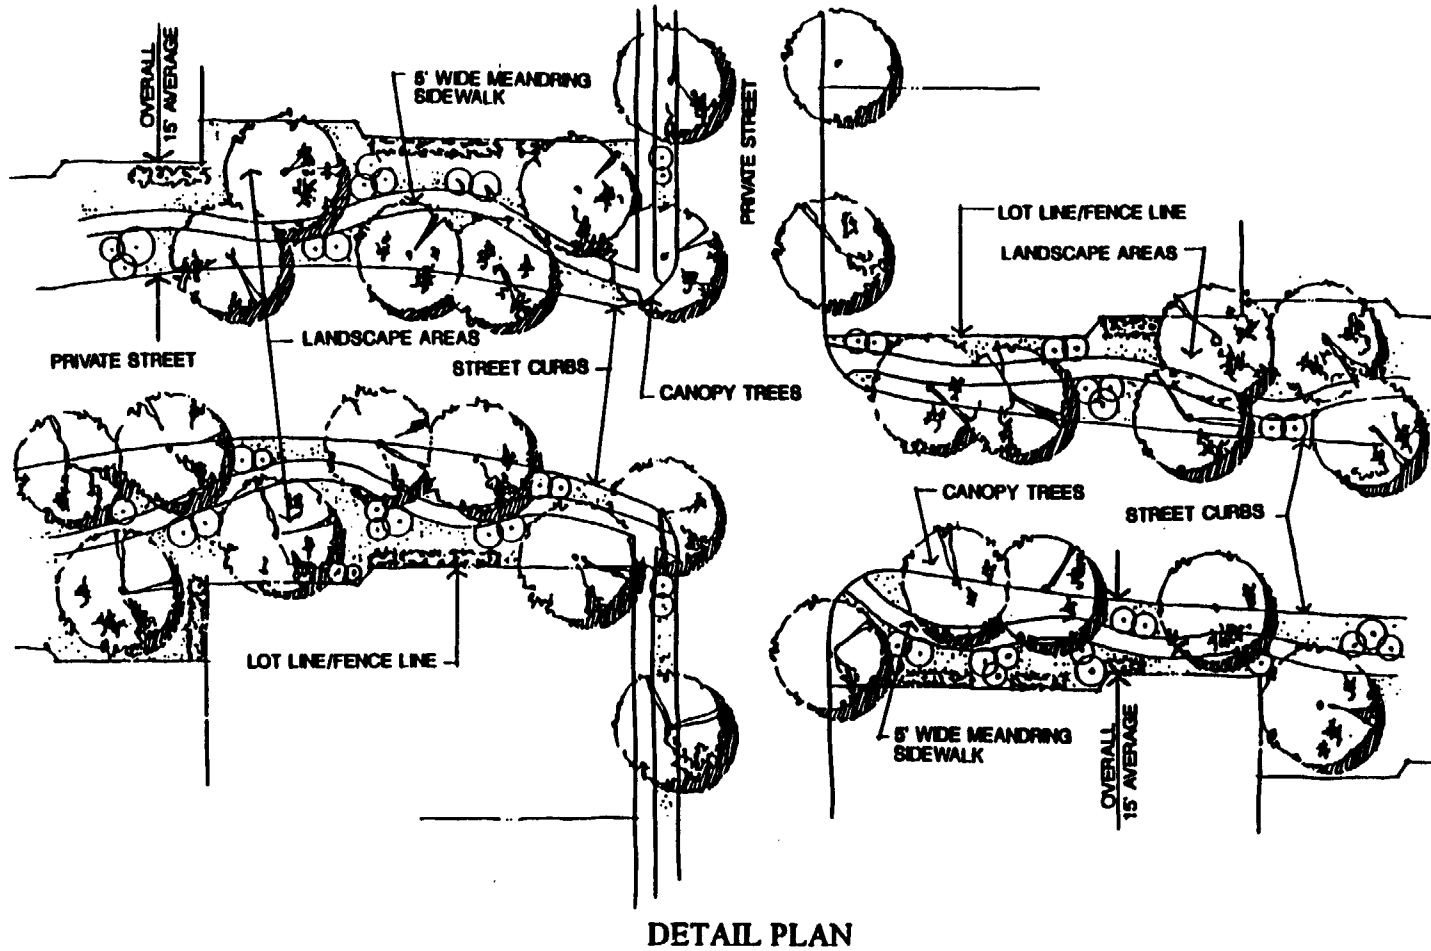 OVERALL
15' AVERAGE
5' WIDE MEANDRING
SIDEWALK
PRIVATE STREET
LOT LINE/FENCE LINE
LANDSCAPE AREAS
LANDSCAPE AREAS
PRIVATE STREET
STREET CURBS
CANOPY TREES
CANOPY TREES
STREET CURBS
LOT LINE/FENCE LINE
5' WIDE MEANDRING
SIDEWALK
OVERALL
15' AVERAGE
DETAIL PLAN